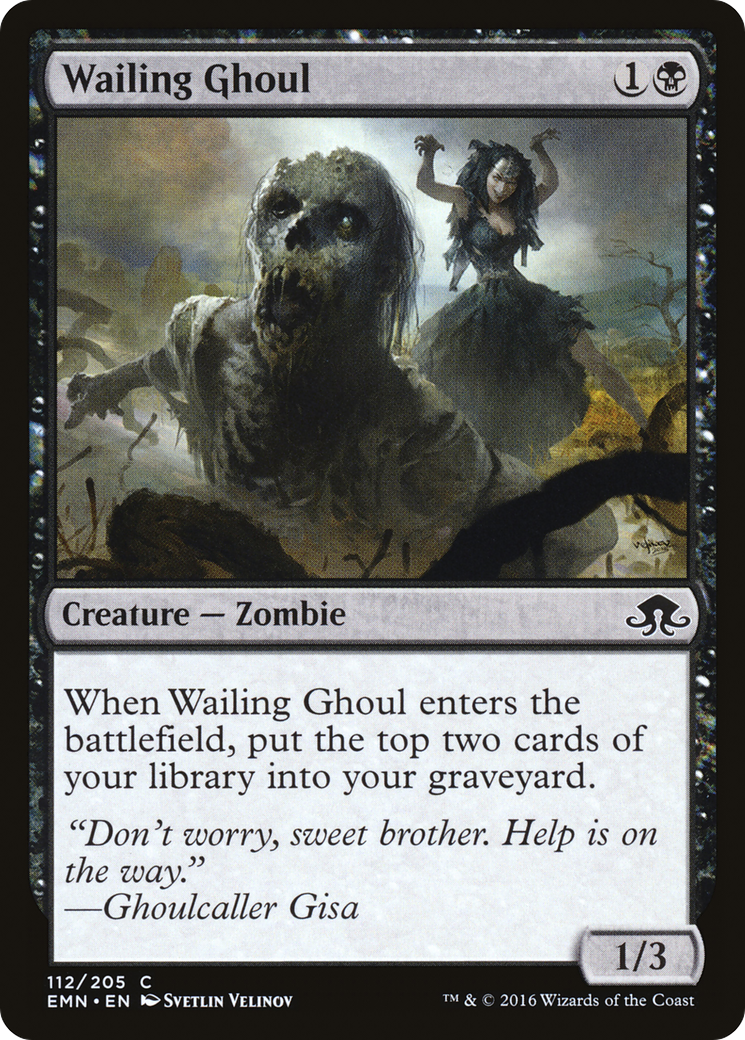 Wailing Ghoul
1
Creature — Zombie
When Wailing Ghoul enters the
battlefield, put the top two cards of
your library into your graveyard.
“Don’t worry, sweet brother. Help is on
the way.”
—Ghoulcaller Gisa
1/3
112/205 C
EMN • EN Svetlin Velinov
™ & © 2016 Wizards of the Coast